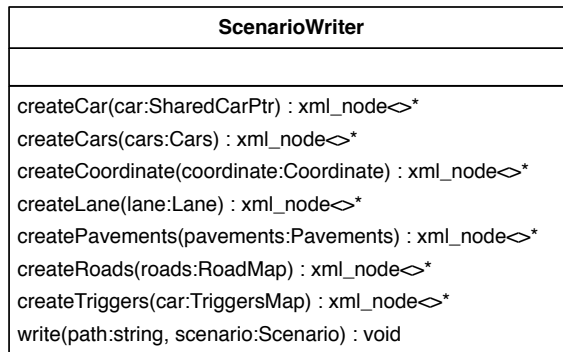 ScenarioWriter
createCar(car:SharedCarPtr) : xml_node<>*
createCars(cars:Cars) : xml_node<>*
createCoordinate(coordinate:Coordinate) : xml_node<>*
createLane(lane:Lane) : xml_node<>*
createPavements(pavements:Pavements) : xml_node<>*
createRoads(roads:RoadMap) : xml_node<>*
createTriggers(car:TriggersMap) : xml_node<>*
write(path:string, scenario:Scenario) : void